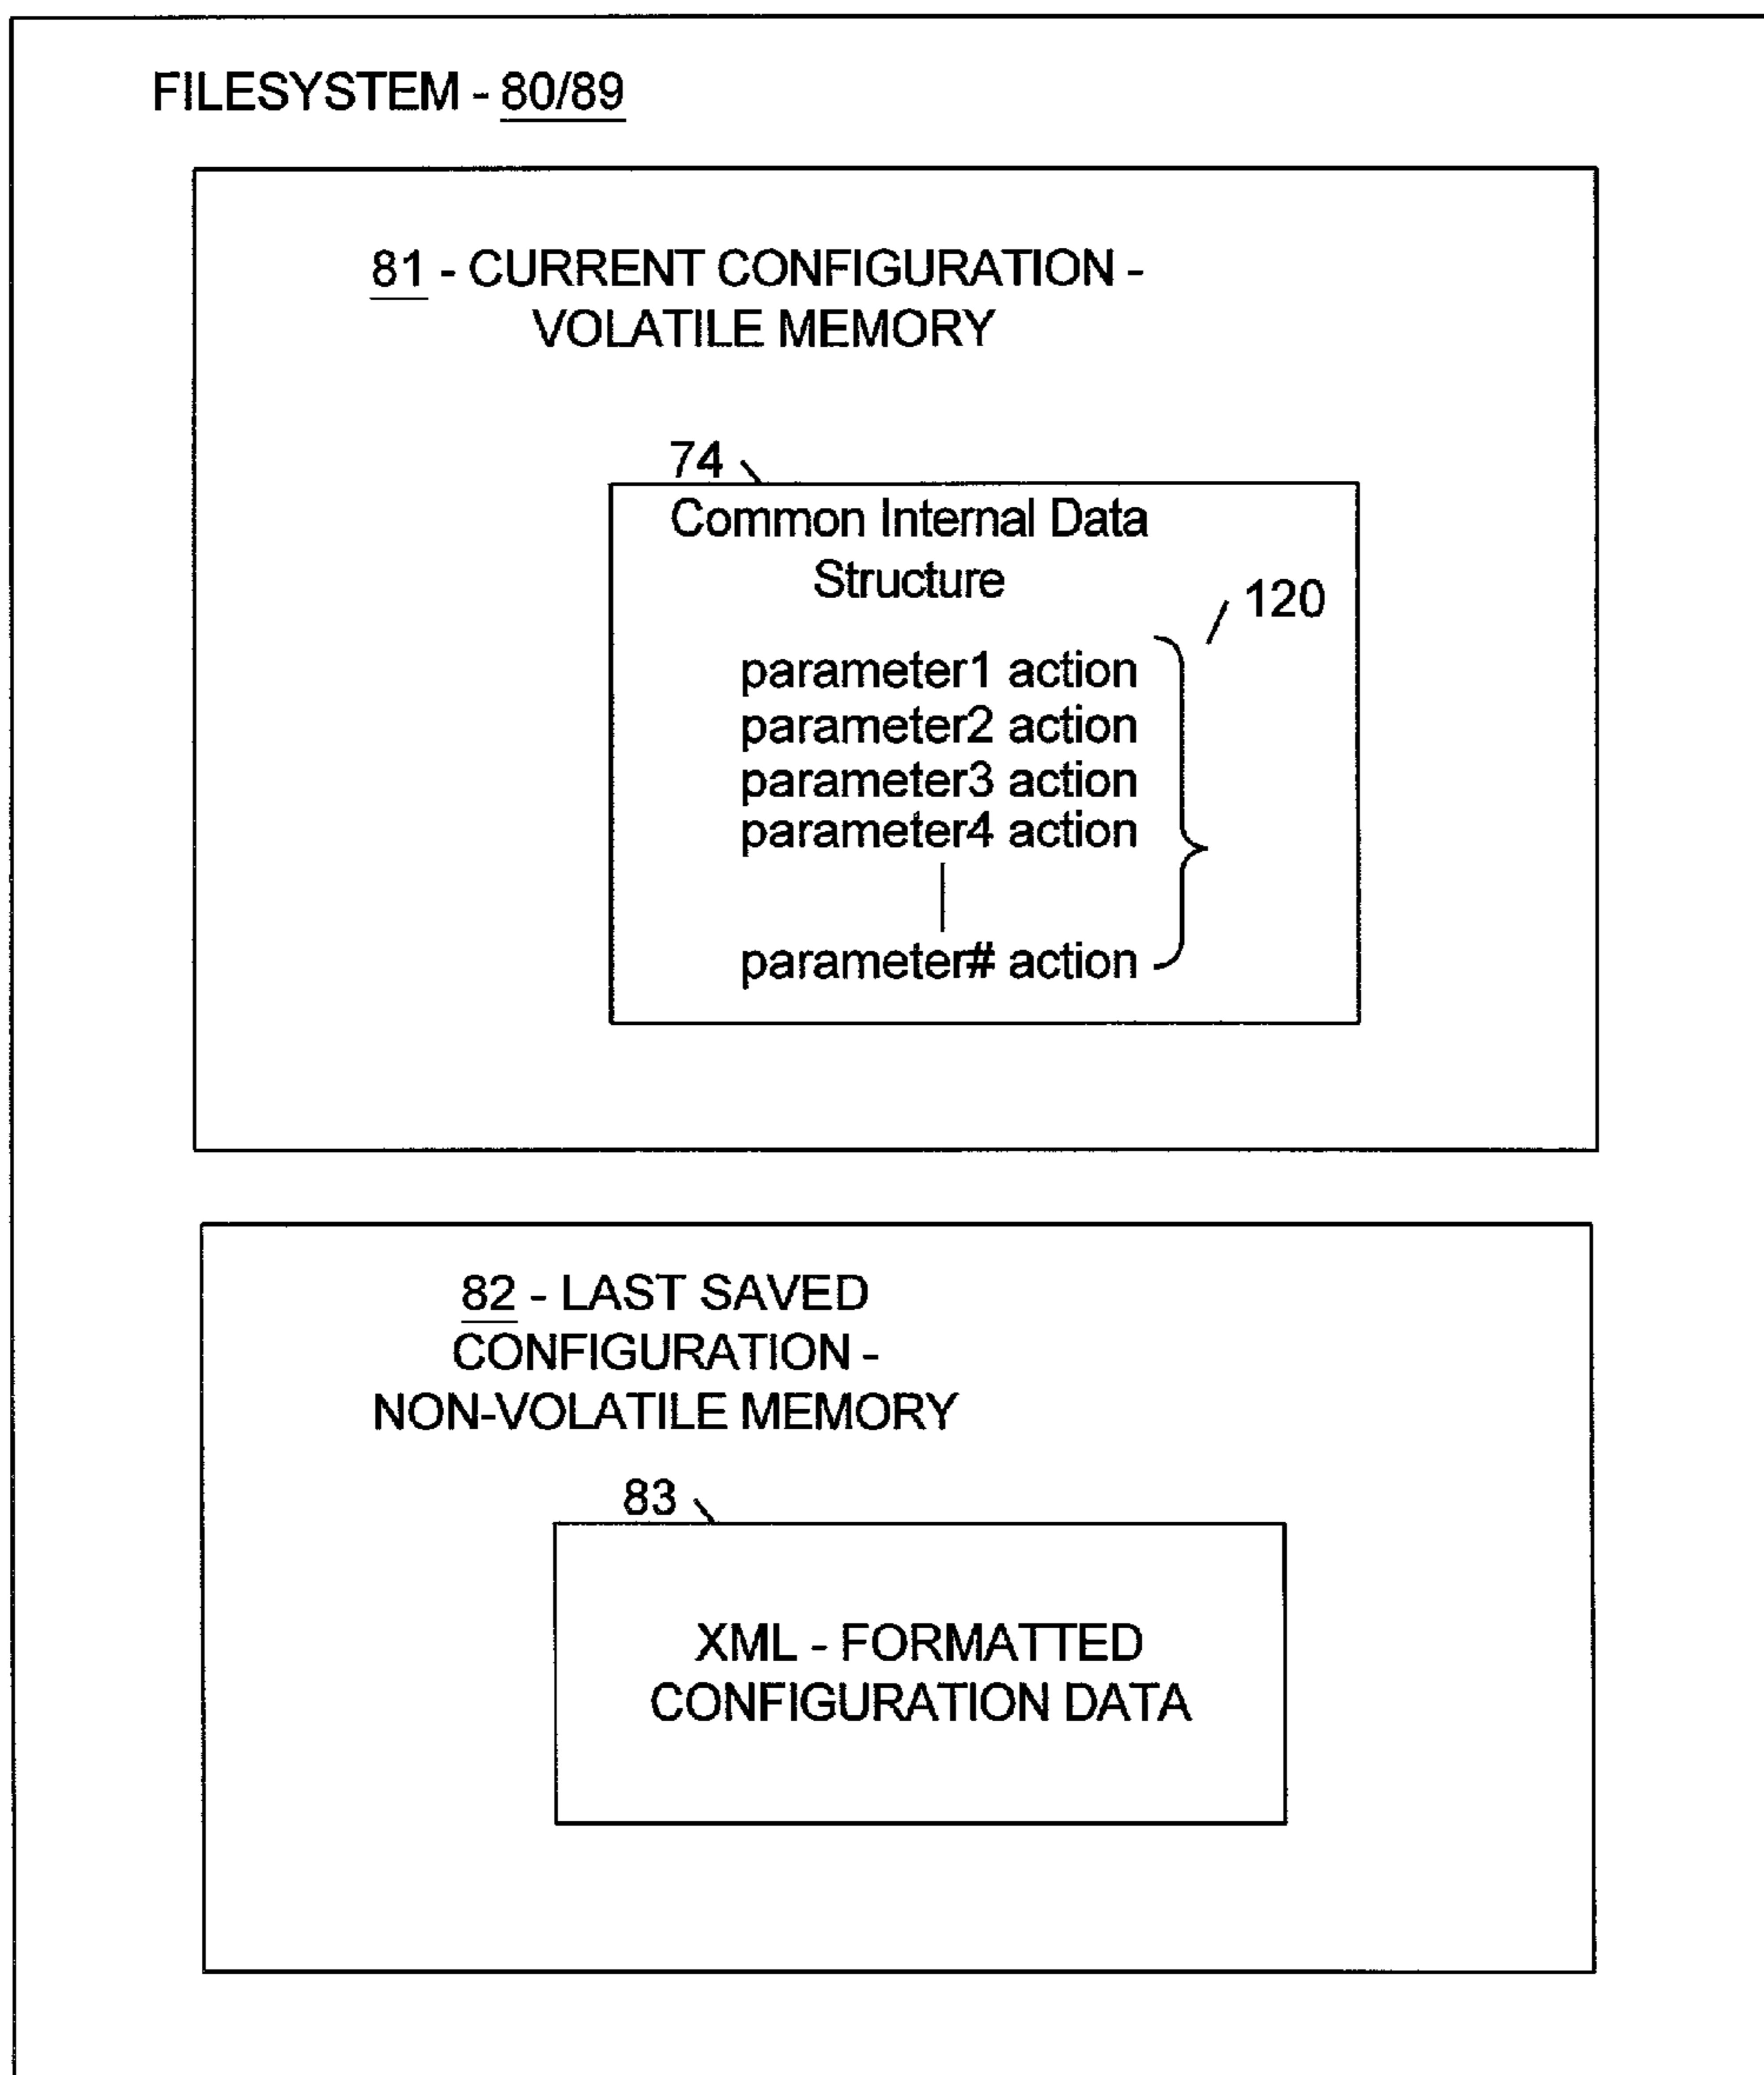 FILESYSTEM - 80/89
81 - CURRENT CONFIGURATION -
VOLATILE MEMORY
74
Common Internal Data
Structure
120
parameter1 action
parameter2 action
parameter3 action
parameter4 action
parameter# action
82 - LAST SAVED
CONFIGURATION -
NON-VOLATILE MEMORY
83
XML - FORMATTED
CONFIGURATION DATA